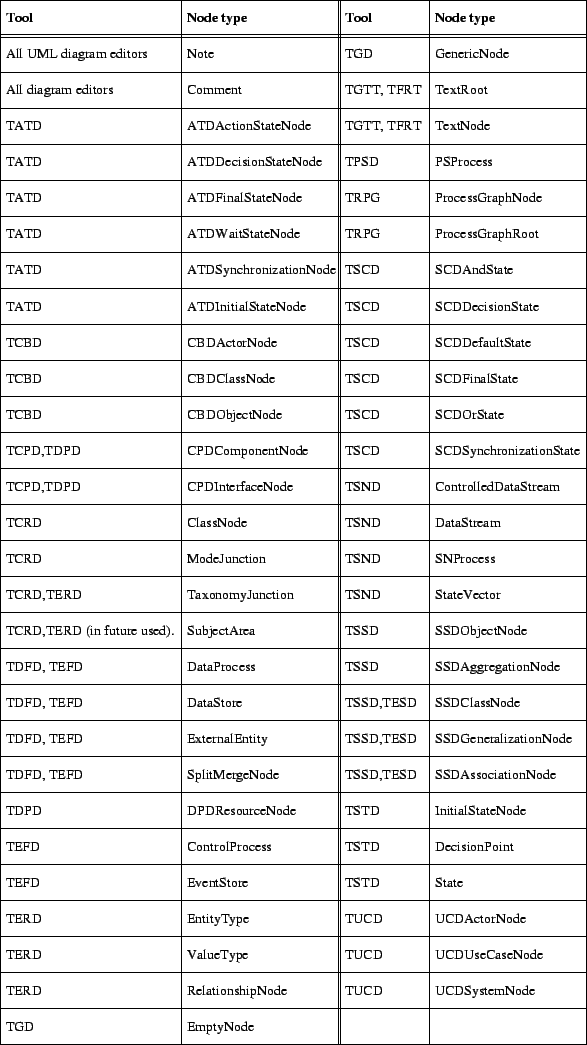 Tool Node type Tool Node type
All UML diagram editors Note TGD GenericNode
All diagram editors Comment TGTT, TFRT TextRoot
TATD ATDActionStateNode TGTT, TFRT TextNode
TATD ATDDecisionStateNode TPSD PSProcess
TATD ATDFinalStateNode TRPG ProcessGraphNode
TATD ATDWaitStateNode TRPG ProcessGraphRoot
TATD ATDSynchronizationNode TSCD SCDAndState
TATD ATDInitialStateNode TSCD SCDDecisionState
TCBD CBDActorNode TSCD SCDDefaultState
TCBD CBDClassNode TSCD SCDFinalState
TCBD CBDObjectNode TSCD SCDOrState
TCPD,TDPD CPDComponentNode TSCD SCDSynchronizationState
TCPD,TDPD CPDInterfaceNode TSND ControlledDataStream
TCRD ClassNode TSND DataStream
TCRD ModeJunction TSND SNProcess
TCRD,TERD TaxonomyJunction TSND StateVector
TCRD,TERD (in future used). SubjectArea TSSD SSDObjectNode
TDFD, TEFD DataProcess TSSD SSDAggregationNode
TDFD, TEFD DataStore TSSD,TESD SSDClassNode
TDFD, TEFD ExternalEntity TSSD,TESD SSDGeneralizationNode
TDFD, TEFD SplitMergeNode TSSD,TESD SSDAssociationNode
TDPD DPDResourceNode TSTD InitialStateNode
TEFD ControlProcess TSTD DecisionPoint
TEFD EventStore TSTD State
TERD EntityType TUCD UCDActorNode
TERD ValueType TUCD UCDUseCaseNode
TERD RelationshipNode TUCD UCDSystemNode
TGD EmptyNode